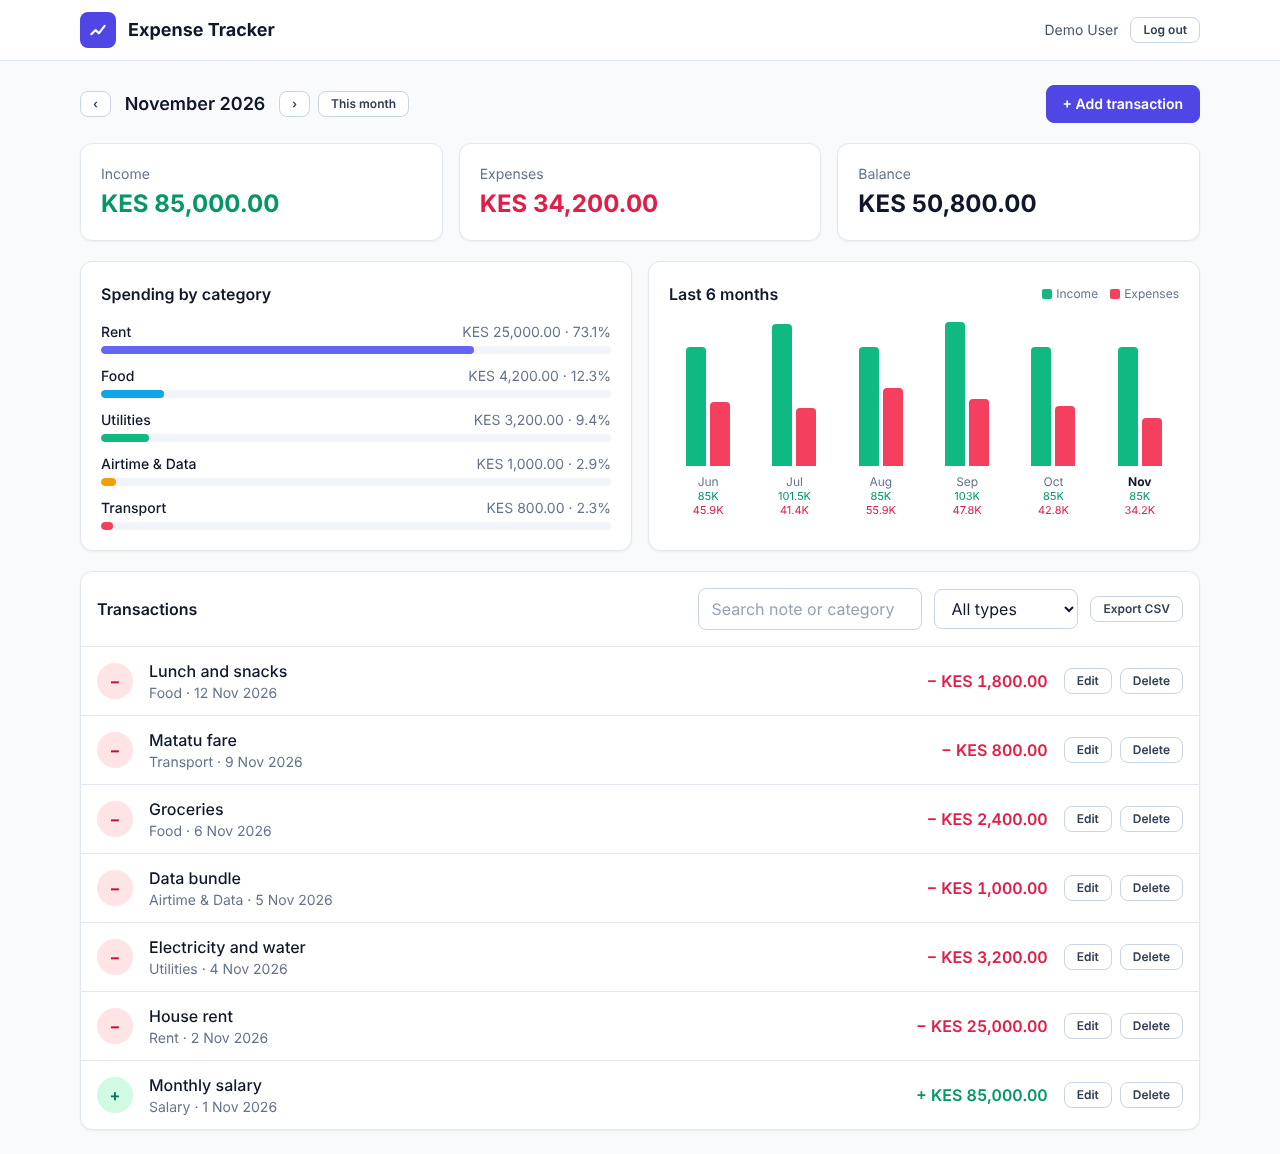 Expense Tracker
Demo User
Log out
‹
November 2026
›
This month
+ Add transaction
Income
KES 85,000.00
Expenses
KES 34,200.00
Balance
KES 50,800.00
Spending by category
Rent
KES 25,000.00 · 73.1%
Food
KES 4,200.00 · 12.3%
Utilities
KES 3,200.00 · 9.4%
Airtime & Data
KES 1,000.00 · 2.9%
Transport
KES 800.00 · 2.3%
Last 6 months
Income
Expenses
Jun
85K
45.9K
Jul
101.5K
41.4K
Aug
85K
55.9K
Sep
103K
47.8K
Oct
85K
42.8K
Nov
85K
34.2K
Transactions
Search note or category
All types
Export CSV
−
Lunch and snacks
Food · 12 Nov 2026
− KES 1,800.00
Edit
Delete
−
Matatu fare
Transport · 9 Nov 2026
− KES 800.00
Edit
Delete
−
Groceries
Food · 6 Nov 2026
− KES 2,400.00
Edit
Delete
−
Data bundle
Airtime & Data · 5 Nov 2026
− KES 1,000.00
Edit
Delete
−
Electricity and water
Utilities · 4 Nov 2026
− KES 3,200.00
Edit
Delete
−
House rent
Rent · 2 Nov 2026
− KES 25,000.00
Edit
Delete
+
Monthly salary
Salary · 1 Nov 2026
+ KES 85,000.00
Edit
Delete